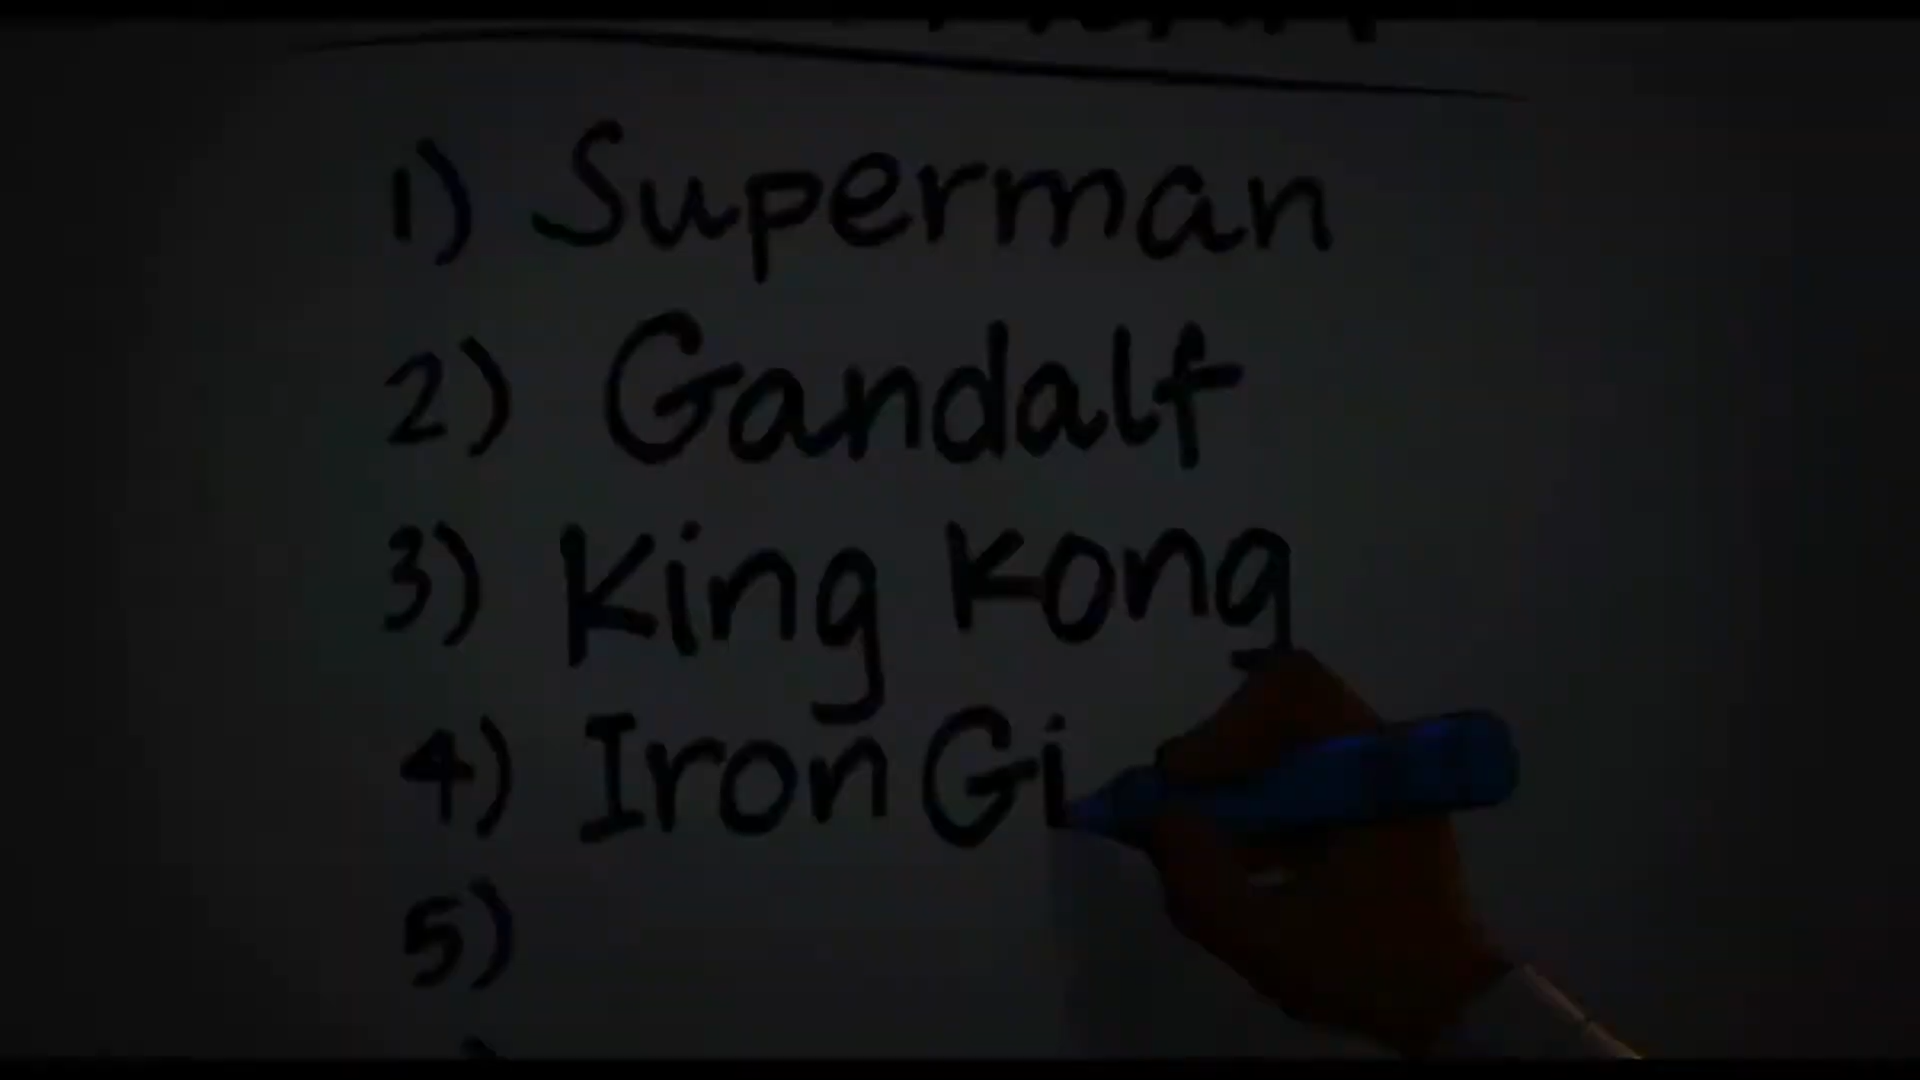 1) Superman
2) Gandalf
3) King Kong
4) Iron Gi
5)